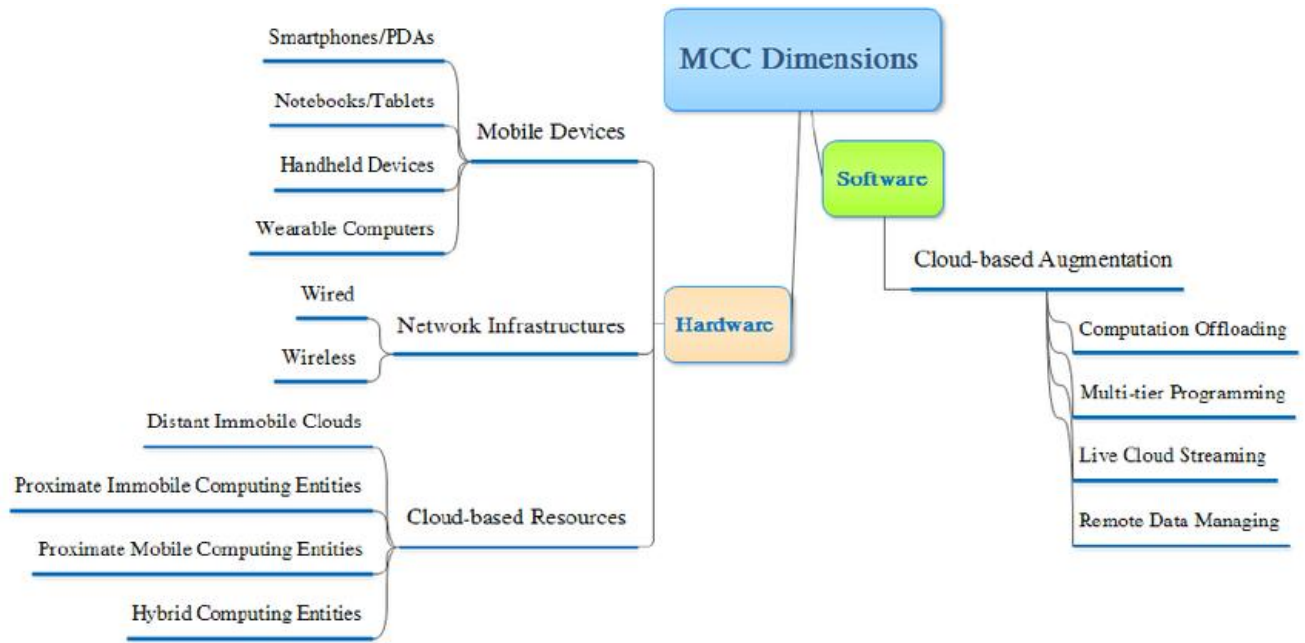 MCC Dimensions
Software
Cloud-based Augmentation
Computation Offloading
Multi-tier Programming
Live Cloud Streaming
Remote Data Managing
Hardware
Mobile Devices
Smartphones/PDAs
Notebooks/Tablets
Handheld Devices
Wearable Computers
Network Infrastructures
Wired
Wireless
Cloud-based Resources
Distant Immobile Clouds
Proximate Immobile Computing Entities
Proximate Mobile Computing Entities
Hybrid Computing Entities